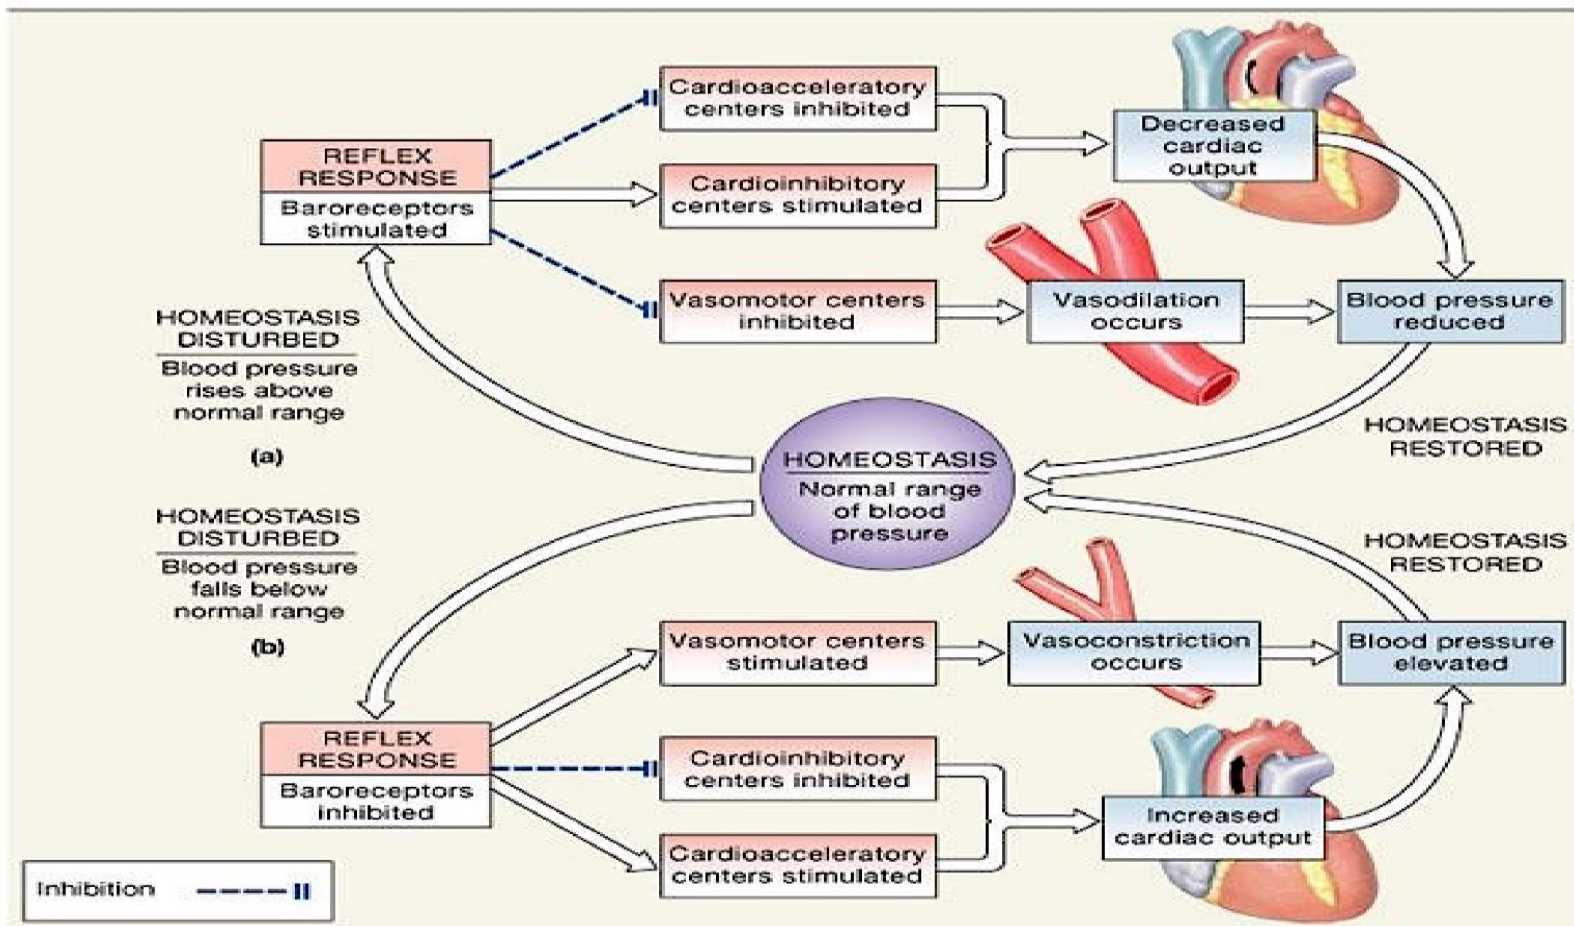 Cardioacceleratory
centers inhibited
Decreased
cardiac
output
REFLEX
RESPONSE
Baroreceptors
stimulated
Cardioinhibitory
centers stimulated
Vasomotor centers
inhibited
Vasodilation
occurs
Blood pressure
reduced
HOMEOSTASIS
DISTURBED
Blood pressure
rises above
normal range
(a)
HOMEOSTASIS
RESTORED
HOMEOSTASIS
Normal range
of blood
pressure
HOMEOSTASIS
DISTURBED
Blood pressure
falls below
normal range
(b)
HOMEOSTASIS
RESTORED
Vasomotor centers
stimulated
Vasoconstriction
occurs
Blood pressure
elevated
REFLEX
RESPONSE
Baroreceptors
inhibited
Cardioinhibitory
centers inhibited
Increased
cardiac output
Cardioacceleratory
centers stimulated
Inhibition